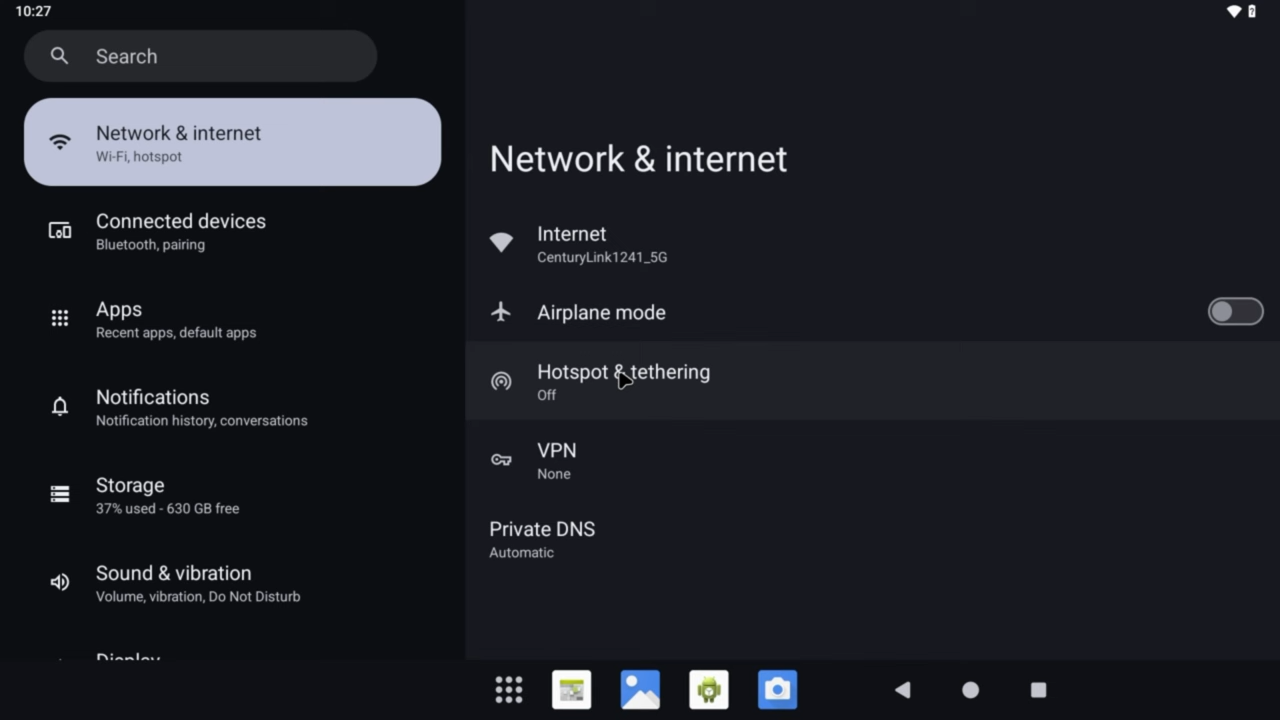 10:27
Search
Network & internet
Wi-Fi, hotspot
Connected devices
Bluetooth, pairing
Apps
Recent apps, default apps
Notifications
Notification history, conversations
Storage
37% used - 630 GB free
Sound & vibration
Volume, vibration, Do Not Disturb
Display
Network & internet
Internet
CenturyLink1241_5G
Airplane mode
Hotspot & tethering
Off
VPN
None
Private DNS
Automatic